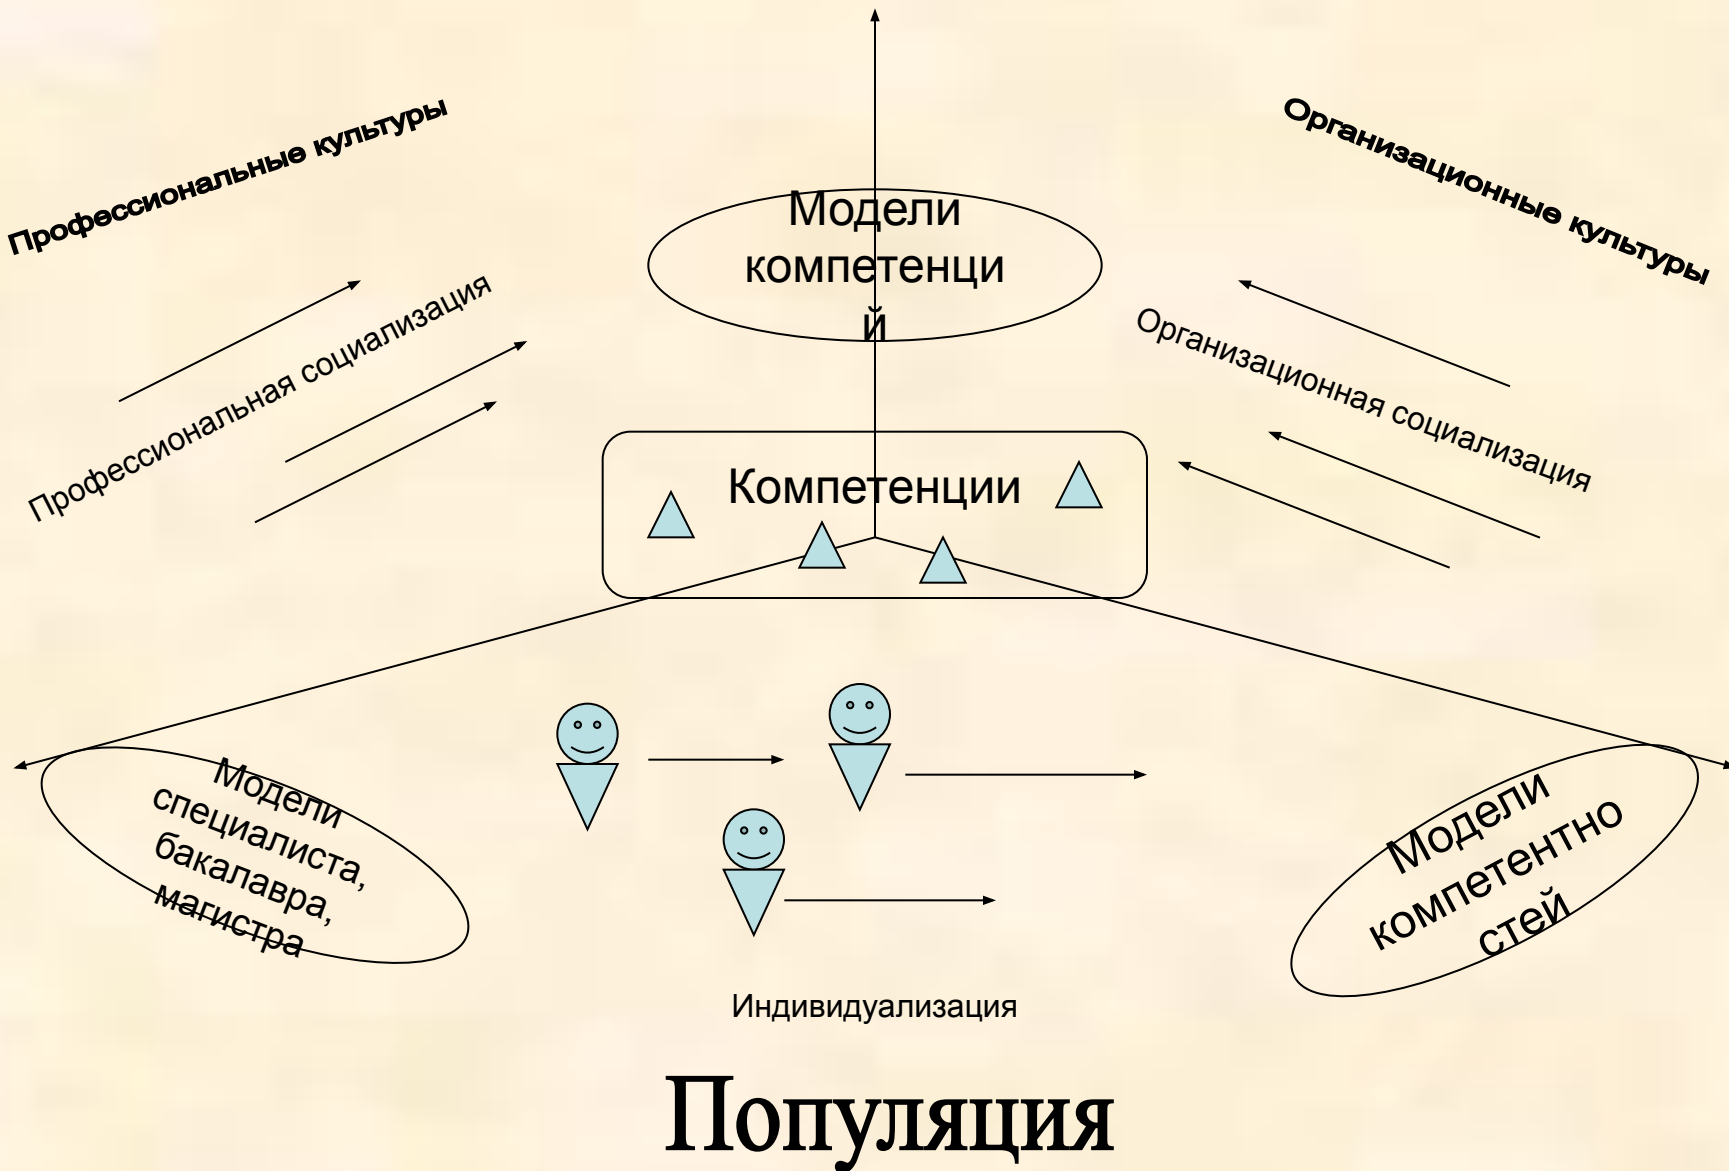 Профессиональные культуры
Организационные культуры
Модели
компетенци
й
Профессиональная социализация
Организационная социализация
Компетенции
Модели
специалиста,
бакалавра,
магистра
Модели
компетентно
стей
Индивидуализация
Популяция